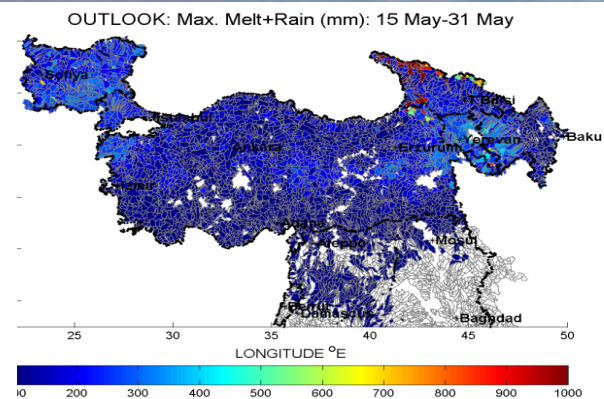 OUTLOOK: Max. Melt+Rain (mm): 15 May-31 May
Sofiya
Istanbul
T'Bilisi
Ankara
Erzurum
Yerevan
Baku
Izmir
Adana
Aleppo
Mosul
Beirut
Damascus
Baghdad
25 30 35 40 45 50
LONGITUDE °E
00 200 300 400 500 600 700 800 900 1000